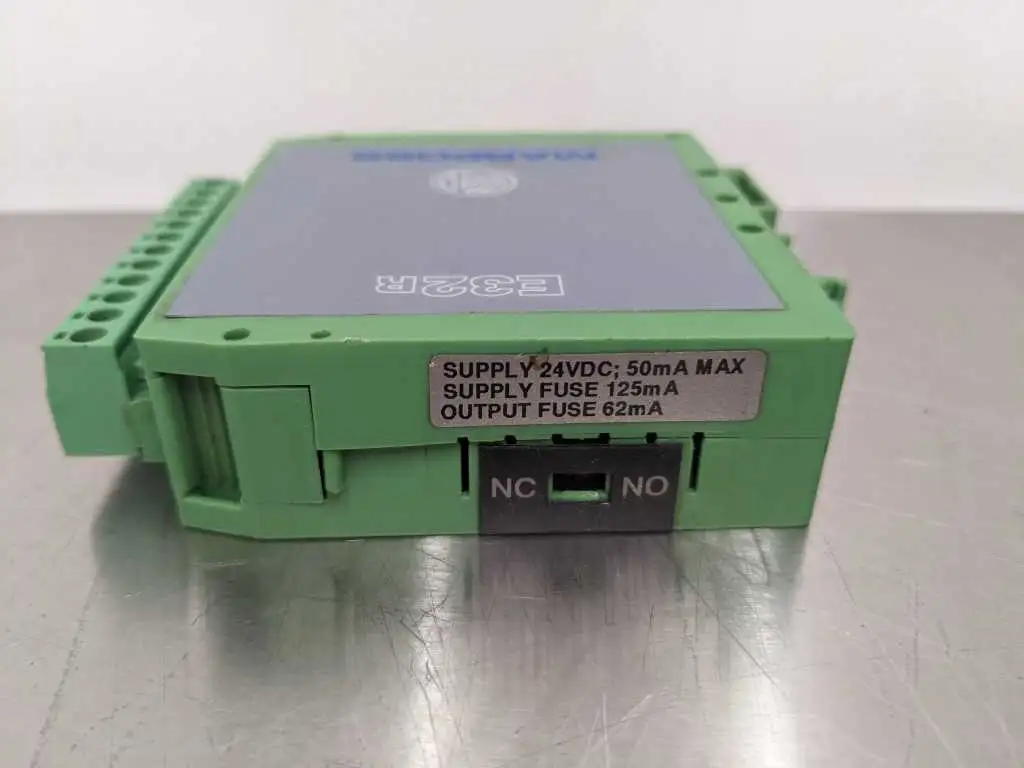 E32R
SUPPLY 24VDC; 50mA MAX
SUPPLY FUSE 125mA
OUTPUT FUSE 62mA
NC NO